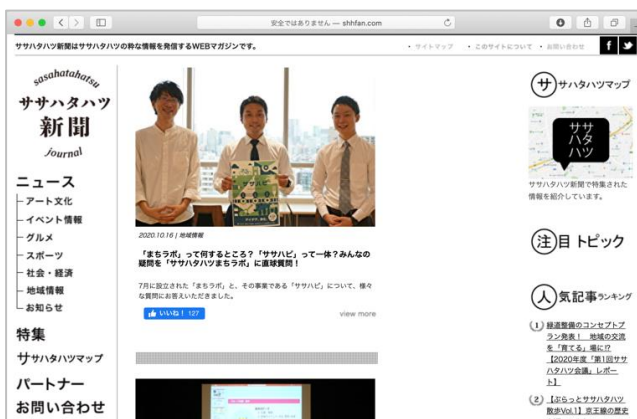 安全ではありません — shhfan.com
ササハタハツ新聞はササハタハツの粋な情報を発信するWEBマガジンです。
・サイトマップ ・このサイトについて ・お問い合わせ
sasahatahatsu
ササハタハツ
新聞
journal
ニュース
アート文化
イベント情報
グルメ
スポーツ
社会・経済
地域情報
お知らせ
特集
ササハタハツマップ
パートナー
お問い合わせ
ササハピ
2020.10.16 | 地域情報
「まちラボ」って何するところ？「ササハピ」って一体？みんなの
疑問を「ササハタハツまちラボ」に直球質問！
7月に設立された「まちラボ」と、その事業である「ササハピ」について、様々
な質問にお答えいただきました。
いいね！ 127
view more
ササハタハツマップ
ササ
ハタ
ハツ
ササハタハツ新聞で特集された
情報を紹介しています。
注目 トピック
人気記事ランキング
(1) 緑道整備のコンセプトプ
ラン発表！ 地域の交流
を「育てる」場に!?
【2020年度「第1回ササ
ハタハツ会議」レポー
ト】
(2) 【ぶらっとササハタハツ
散歩Vol.1】京王線の歴史